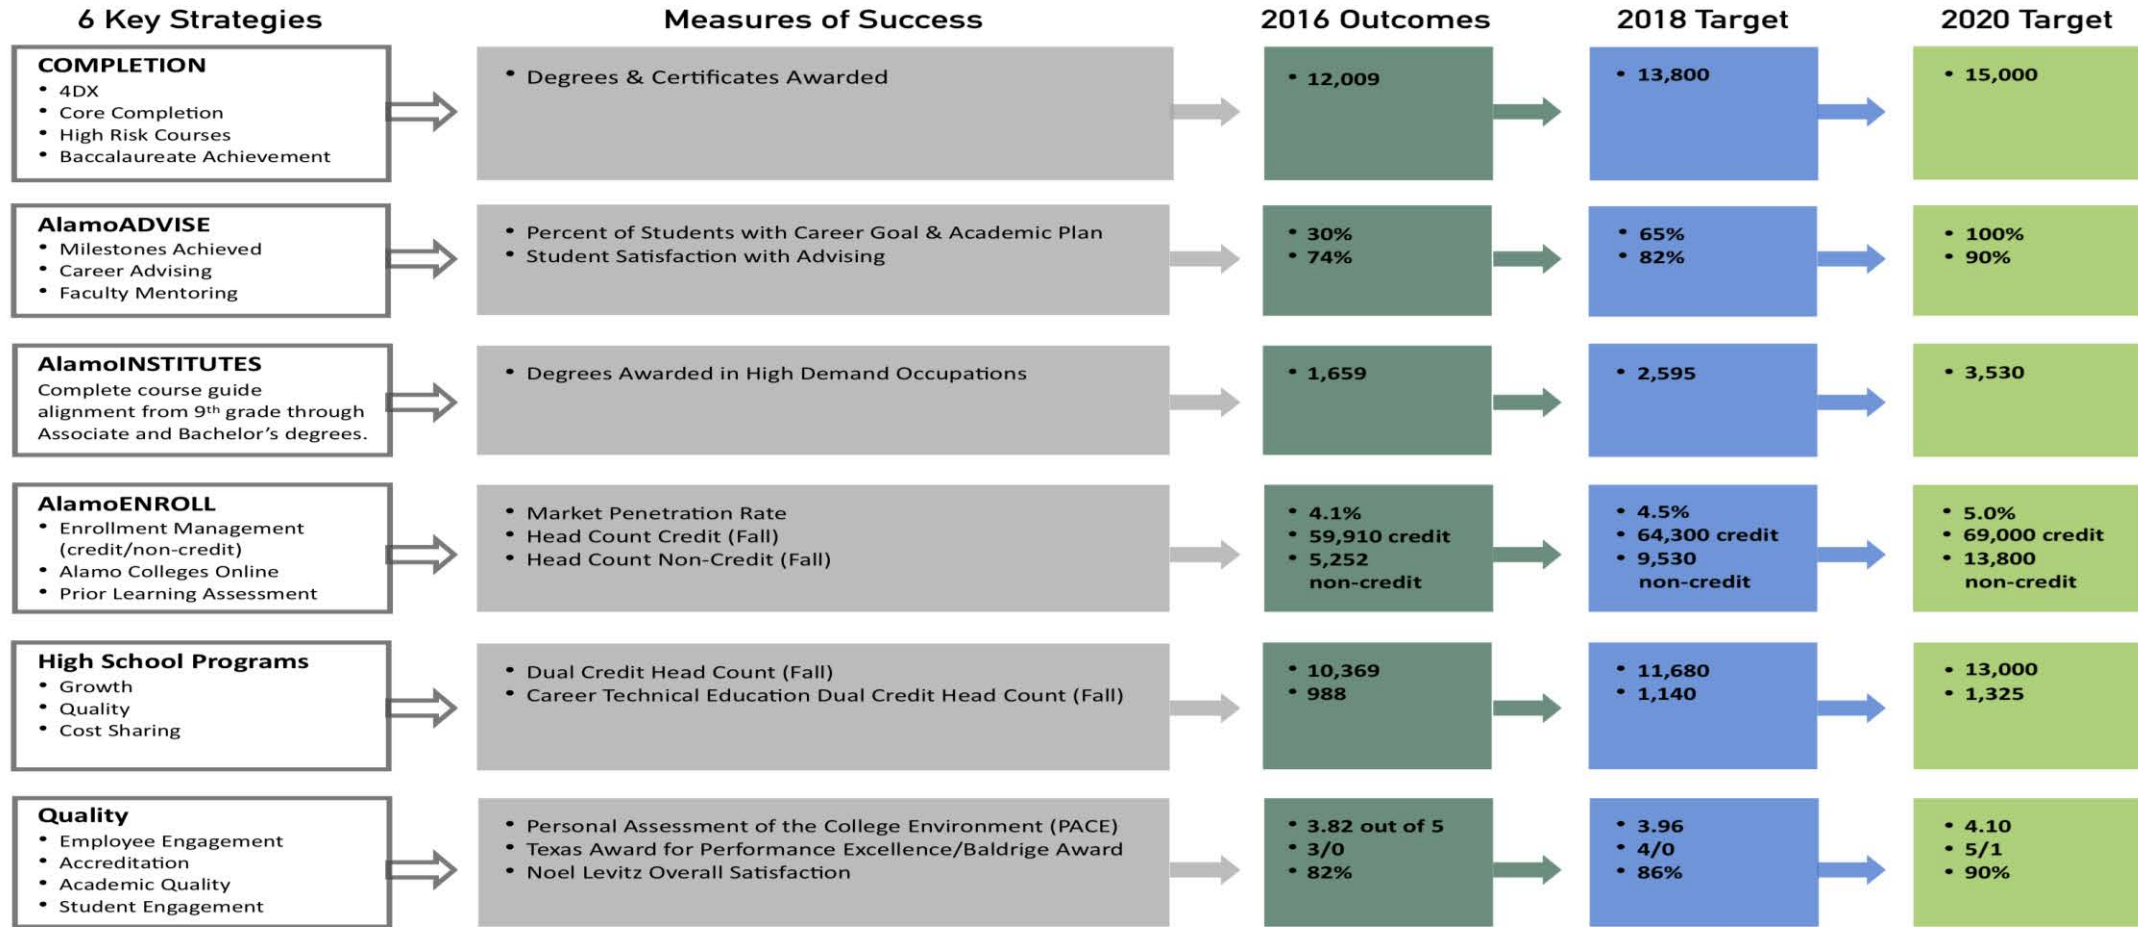 6 Key Strategies
Measures of Success
2016 Outcomes
2018 Target
2020 Target
COMPLETION
• 4DX
• Core Completion
• High Risk Courses
• Baccalaureate Achievement
• Degrees & Certificates Awarded
• 12,009
• 13,800
• 15,000
AlamoADVISE
• Milestones Achieved
• Career Advising
• Faculty Mentoring
• Percent of Students with Career Goal & Academic Plan
• Student Satisfaction with Advising
• 30%
• 74%
• 65%
• 82%
• 100%
• 90%
AlamoINSTITUTES
Complete course guide
alignment from 9th grade through
Associate and Bachelor’s degrees.
• Degrees Awarded in High Demand Occupations
• 1,659
• 2,595
• 3,530
AlamoENROLL
• Enrollment Management
(credit/non-credit)
• Alamo Colleges Online
• Prior Learning Assessment
• Market Penetration Rate
• Head Count Credit (Fall)
• Head Count Non-Credit (Fall)
• 4.1%
• 59,910 credit
• 5,252
non-credit
• 4.5%
• 64,300 credit
• 9,530
non-credit
• 5.0%
• 69,000 credit
• 13,800
non-credit
High School Programs
• Growth
• Quality
• Cost Sharing
• Dual Credit Head Count (Fall)
• Career Technical Education Dual Credit Head Count (Fall)
• 10,369
• 988
• 11,680
• 1,140
• 13,000
• 1,325
Quality
• Employee Engagement
• Accreditation
• Academic Quality
• Student Engagement
• Personal Assessment of the College Environment (PACE)
• Texas Award for Performance Excellence/Baldrige Award
• Noel Levitz Overall Satisfaction
• 3.82 out of 5
• 3/0
• 82%
• 3.96
• 4/0
• 86%
• 4.10
• 5/1
• 90%